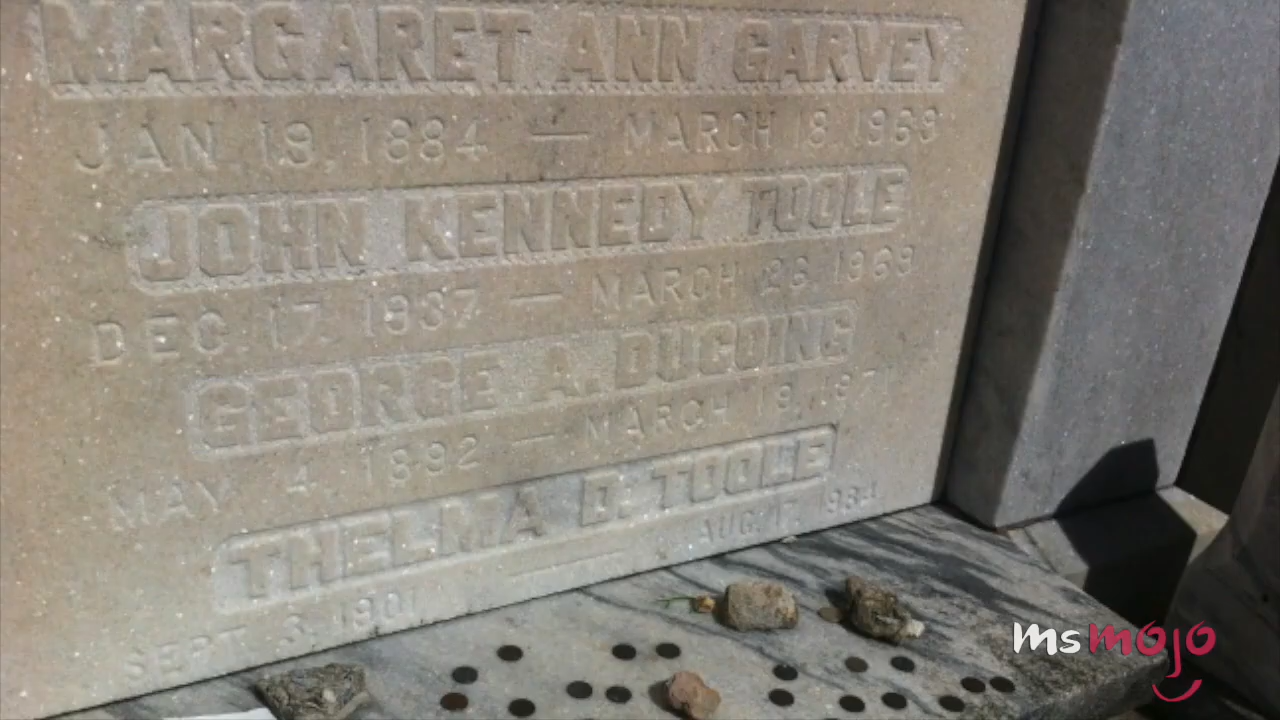 MARGARET ANN GARVEY
JAN. 19, 1884 — MARCH 18, 1968
JOHN KENNEDY TOOLE
DEC. 17, 1937 — MARCH 26, 1969
GEORGE A. DUCOING
MAY 4, 1892 — MARCH 19, 1971
THELMA D. TOOLE
SEPT. 3, 1901 — AUG. 17, 1984
msmojo